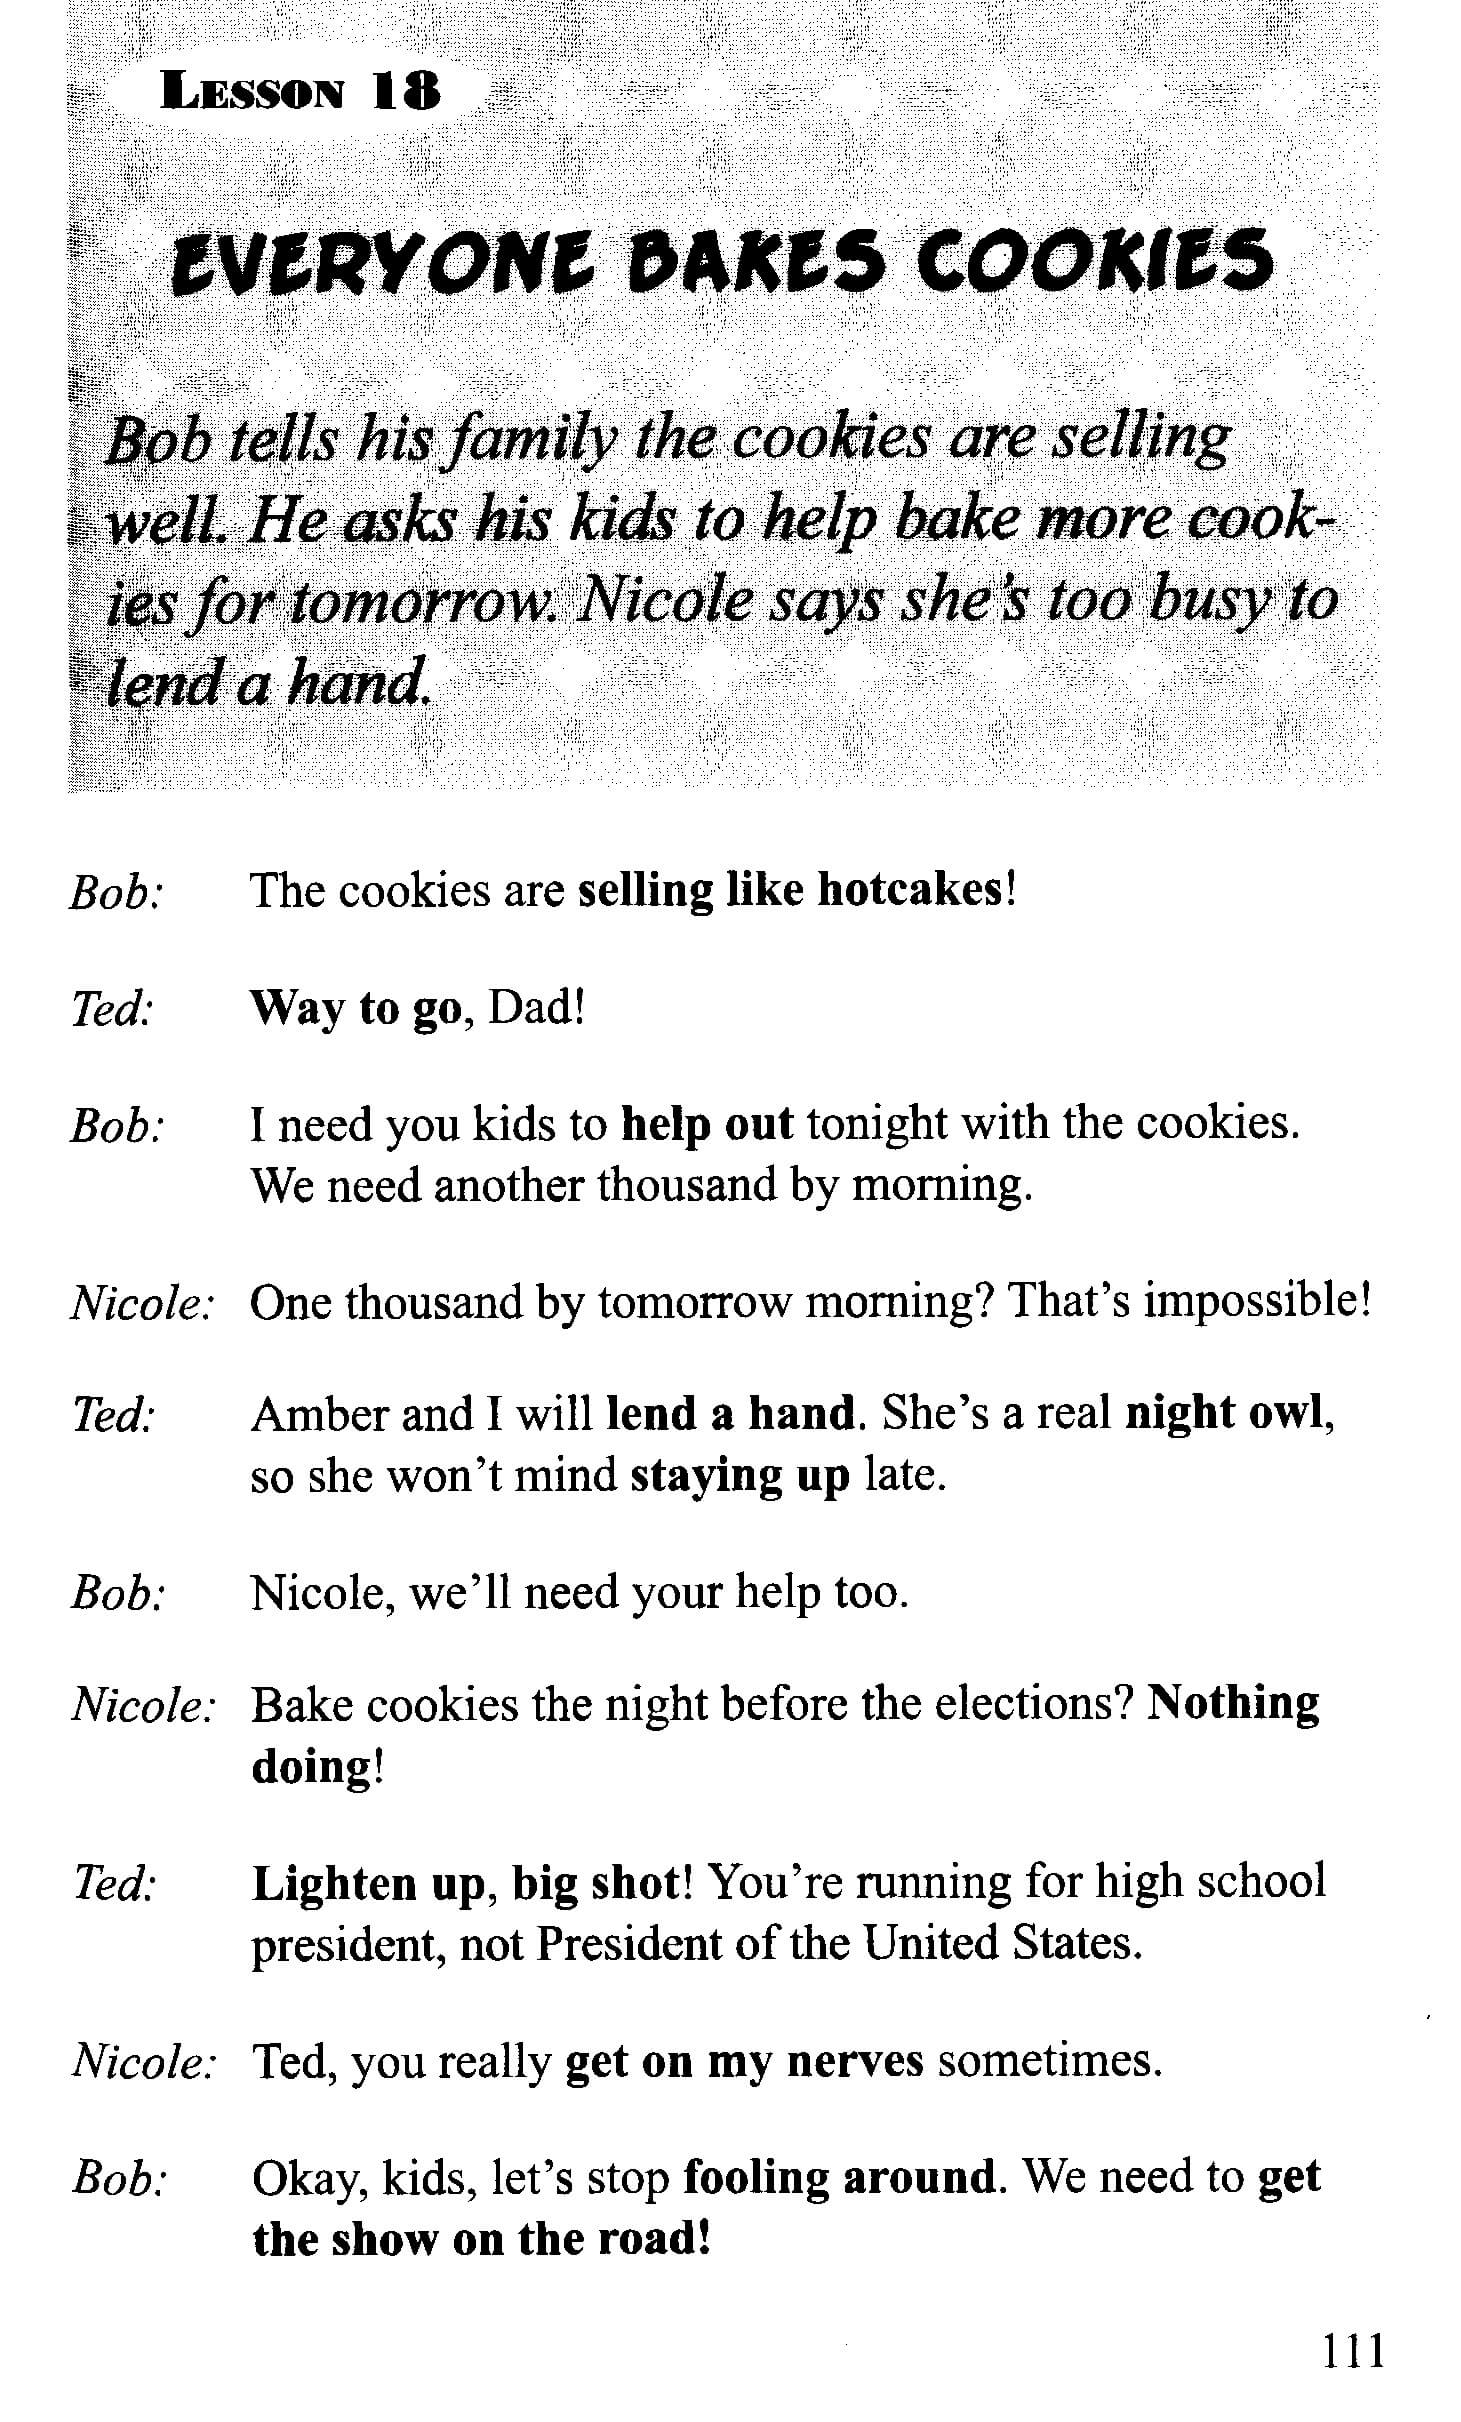 LESSON 18
EVERYONE BAKES COOKIES
Bob tells his family the cookies are selling
well. He asks his kids to help bake more cook-
ies for tomorrow. Nicole says she's too busy to
lend a hand.
Bob: The cookies are selling like hotcakes!
Ted: Way to go, Dad!
Bob: I need you kids to help out tonight with the cookies.
We need another thousand by morning.
Nicole: One thousand by tomorrow morning? That's impossible!
Ted: Amber and I will lend a hand. She's a real night owl,
so she won't mind staying up late.
Bob: Nicole, we'll need your help too.
Nicole: Bake cookies the night before the elections? Nothing
doing!
Ted: Lighten up, big shot! You're running for high school
president, not President of the United States.
Nicole: Ted, you really get on my nerves sometimes.
Bob: Okay, kids, let's stop fooling around. We need to get
the show on the road!
111